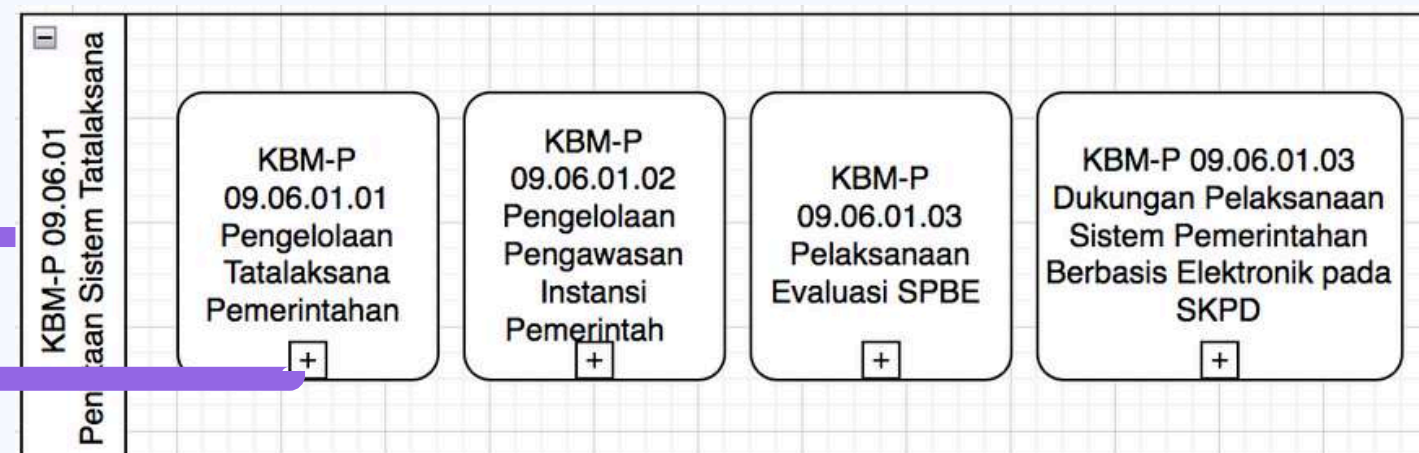 KBM-P 09.06.01
Sistem Tatalaksana
KBM-P
09.06.01.01
Pengelolaan
Tatalaksana
Pemerintahan
KBM-P
09.06.01.02
Pengelolaan
Pengawasan
Instansi
Pemerintah
KBM-P
09.06.01.03
Pelaksanaan
Evaluasi SPBE
KBM-P 09.06.01.03
Dukungan Pelaksanaan
Sistem Pemerintahan
Berbasis Elektronik pada
SKPD